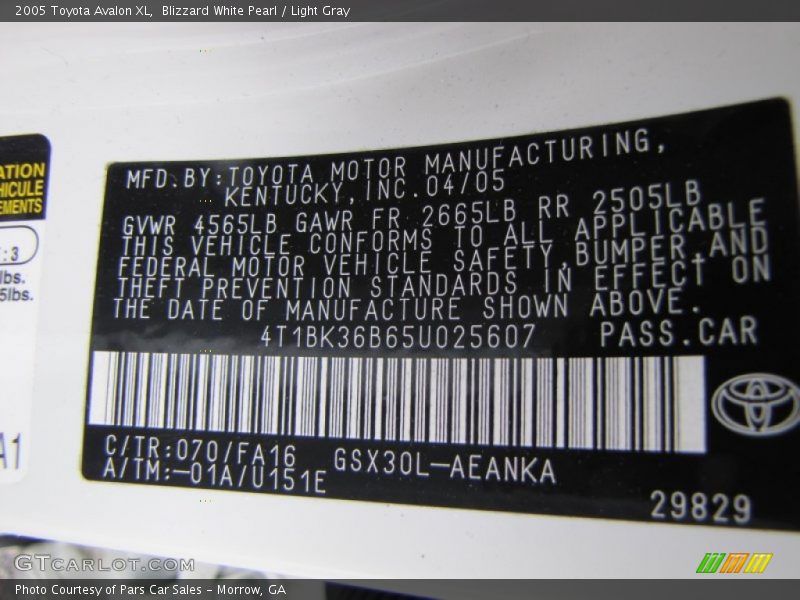 2005 Toyota Avalon XL, Blizzard White Pearl / Light Gray
ATION
HICULE
EMENTS
: 3
lbs.
5lbs.
A1
MFD.BY:TOYOTA MOTOR MANUFACTURING,
KENTUCKY,INC.04/05
GVWR 4565LB GAWR FR 2665LB RR 2505LB
THIS VEHICLE CONFORMS TO ALL APPLICABLE
FEDERAL MOTOR VEHICLE SAFETY,BUMPER,AND
THEFT PREVENTION STANDARDS IN EFFECT ON
THE DATE OF MANUFACTURE SHOWN ABOVE.
4T1BK36B65U025607 PASS.CAR
C/TR:070/FA16 GSX30L-AEANKA
A/TM:-01A/U151E
29829
GTCARLOT.COM
Photo Courtesy of Pars Car Sales - Morrow, GA